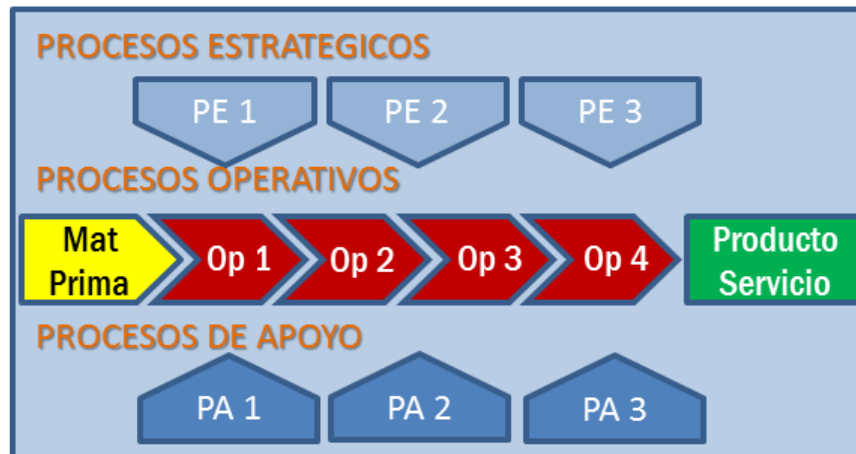 PROCESOS ESTRATEGICOS
PE 1 PE 2 PE 3
PROCESOS OPERATIVOS
Mat Prima
Op 1 Op 2 Op 3 Op 4
Producto
Servicio
PROCESOS DE APOYO
PA 1 PA 2 PA 3